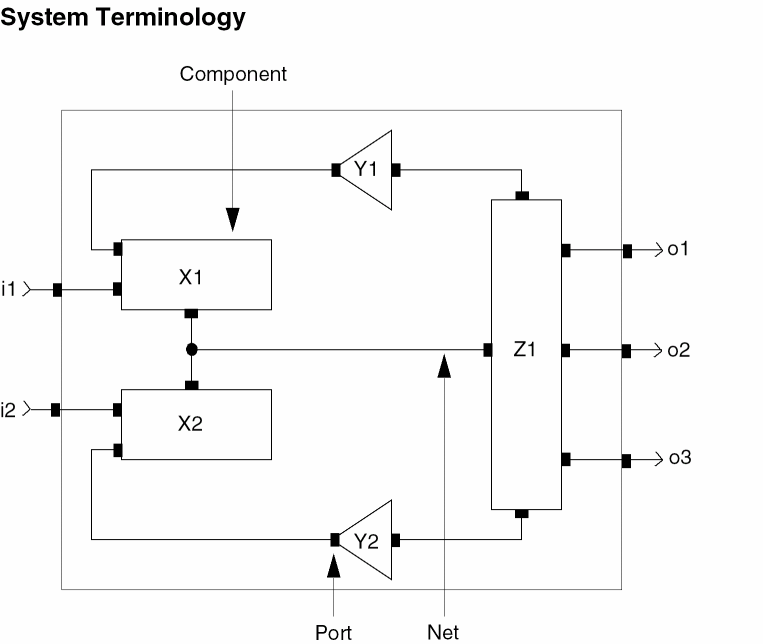 System Terminology
Component
Y1
X1
i1
o1
Z1
o2
i2
X2
o3
Y2
Port
Net